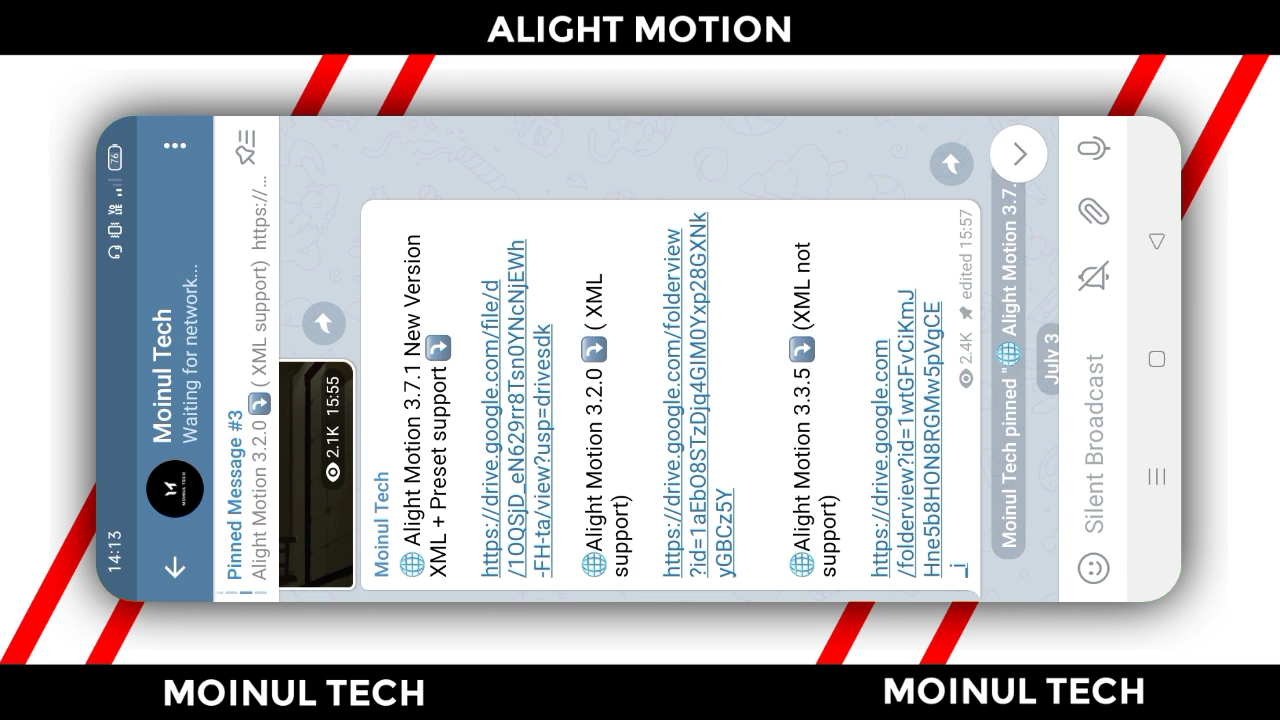 ALIGHT MOTION
14:13
76
Moinul Tech
Waiting for network...
Pinned Message #3
Alight Motion 3.2.0 ⤵️ ( XML support) https://...
2.1K 15:55
Moinul Tech
🌐 Alight Motion 3.7.1 New Version
XML + Preset support ⤵️
https://drive.google.com/file/d
/1OQSjD_eN629rr8Tsn0YNcNjEWh
-FH-ta/view?usp=drivesdk
🌐Alight Motion 3.2.0 ⤵️ ( XML
support)
https://drive.google.com/folderview
?id=1aEbO8STzDjq4GIM0Yxp28GXNk
yGBCz5Y
🌐Alight Motion 3.3.5 ⤵️ (XML not
support)
https://drive.google.com
/folderview?id=1wtGFvCiKmJ
Hne5b8HON8RGMw5pVgCE
_i
2.4K edited 15:57
Moinul Tech pinned "🌐 Alight Motion 3.7.
July 3
Silent Broadcast
MOINUL TECH
MOINUL TECH